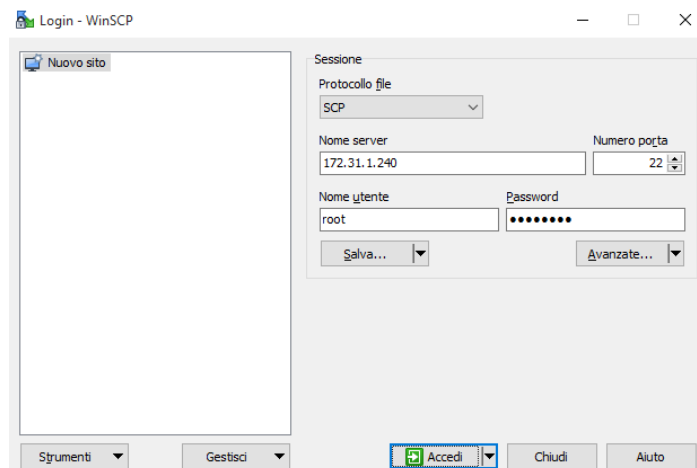 Login - WinSCP
Nuovo sito
Sessione
Protocollo file
SCP
Nome server
Numero porta
172.31.1.240
22
Nome utente
Password
root
••••••••
Salva...
Avanzate...
Strumenti
Gestisci
Accedi
Chiudi
Aiuto